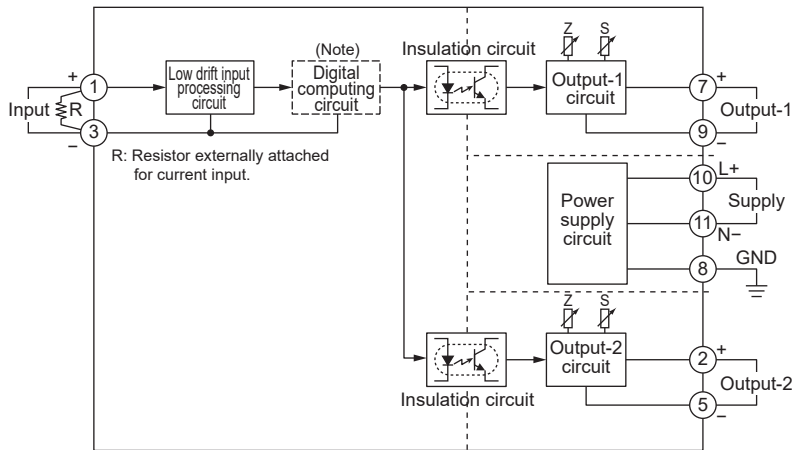 (Note)
Insulation circuit
Z
S
+
1
Low drift input
processing
circuit
Digital
computing
circuit
Output-1
circuit
7
+
Input
R
Output-1
3
−
9
−
R: Resistor externally attached
for current input.
10
L+
Power
supply
circuit
Supply
11
N−
8
GND
Z
S
Output-2
circuit
2
+
Output-2
Insulation circuit
5
−